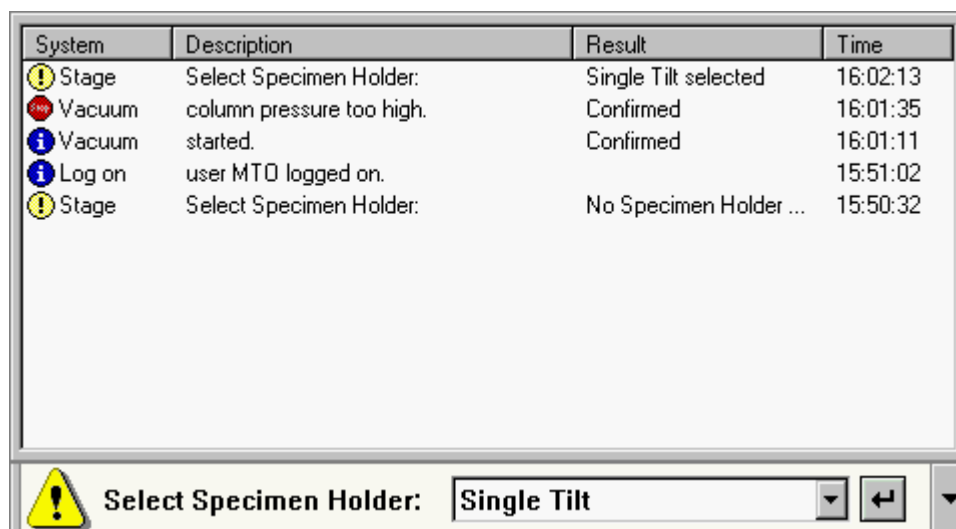 System Description Result Time
Stage Select Specimen Holder: Single Tilt selected 16:02:13
Stop Vacuum column pressure too high. Confirmed 16:01:35
i Vacuum started. Confirmed 16:01:11
i Log on user MTO logged on. 15:51:02
Stage Select Specimen Holder: No Specimen Holder ... 15:50:32
Select Specimen Holder: Single Tilt